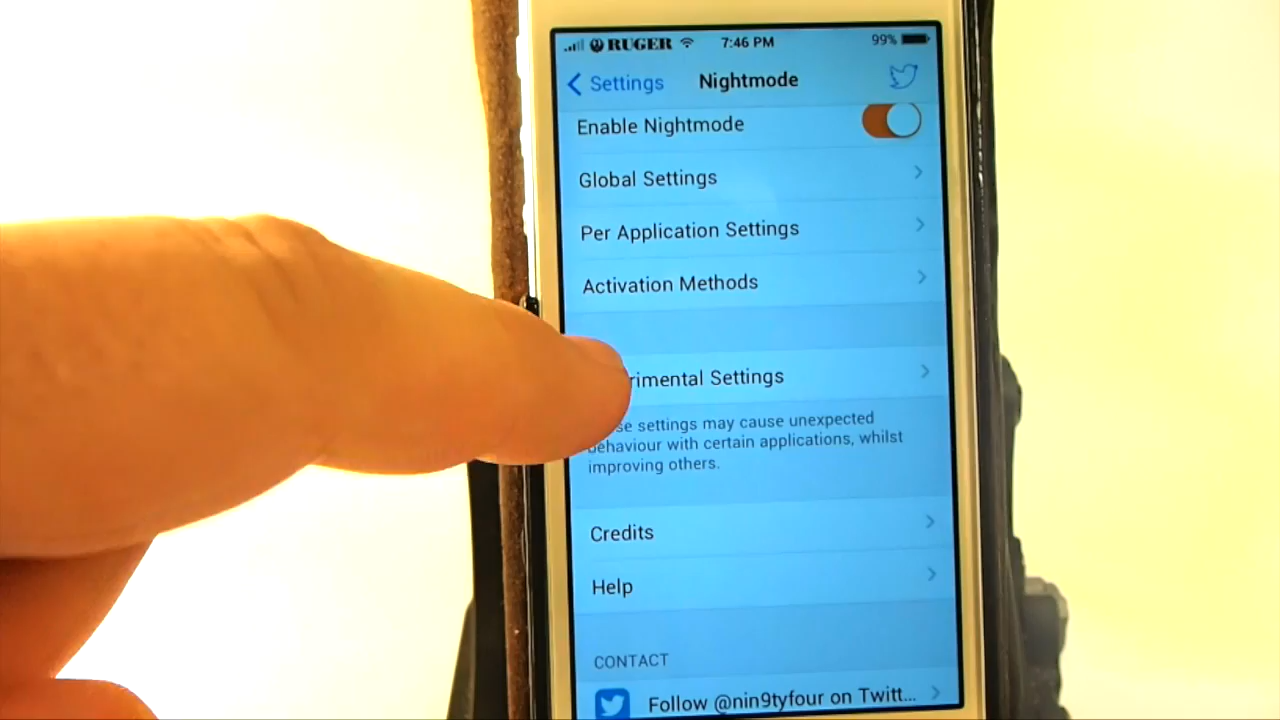 RUGER 7:46 PM 99%
Settings Nightmode
Enable Nightmode
Global Settings
Per Application Settings
Activation Methods
rimental Settings
se settings may cause unexpected
behaviour with certain applications, whilst
improving others.
Credits
Help
CONTACT
Follow @nin9tyfour on Twitt...